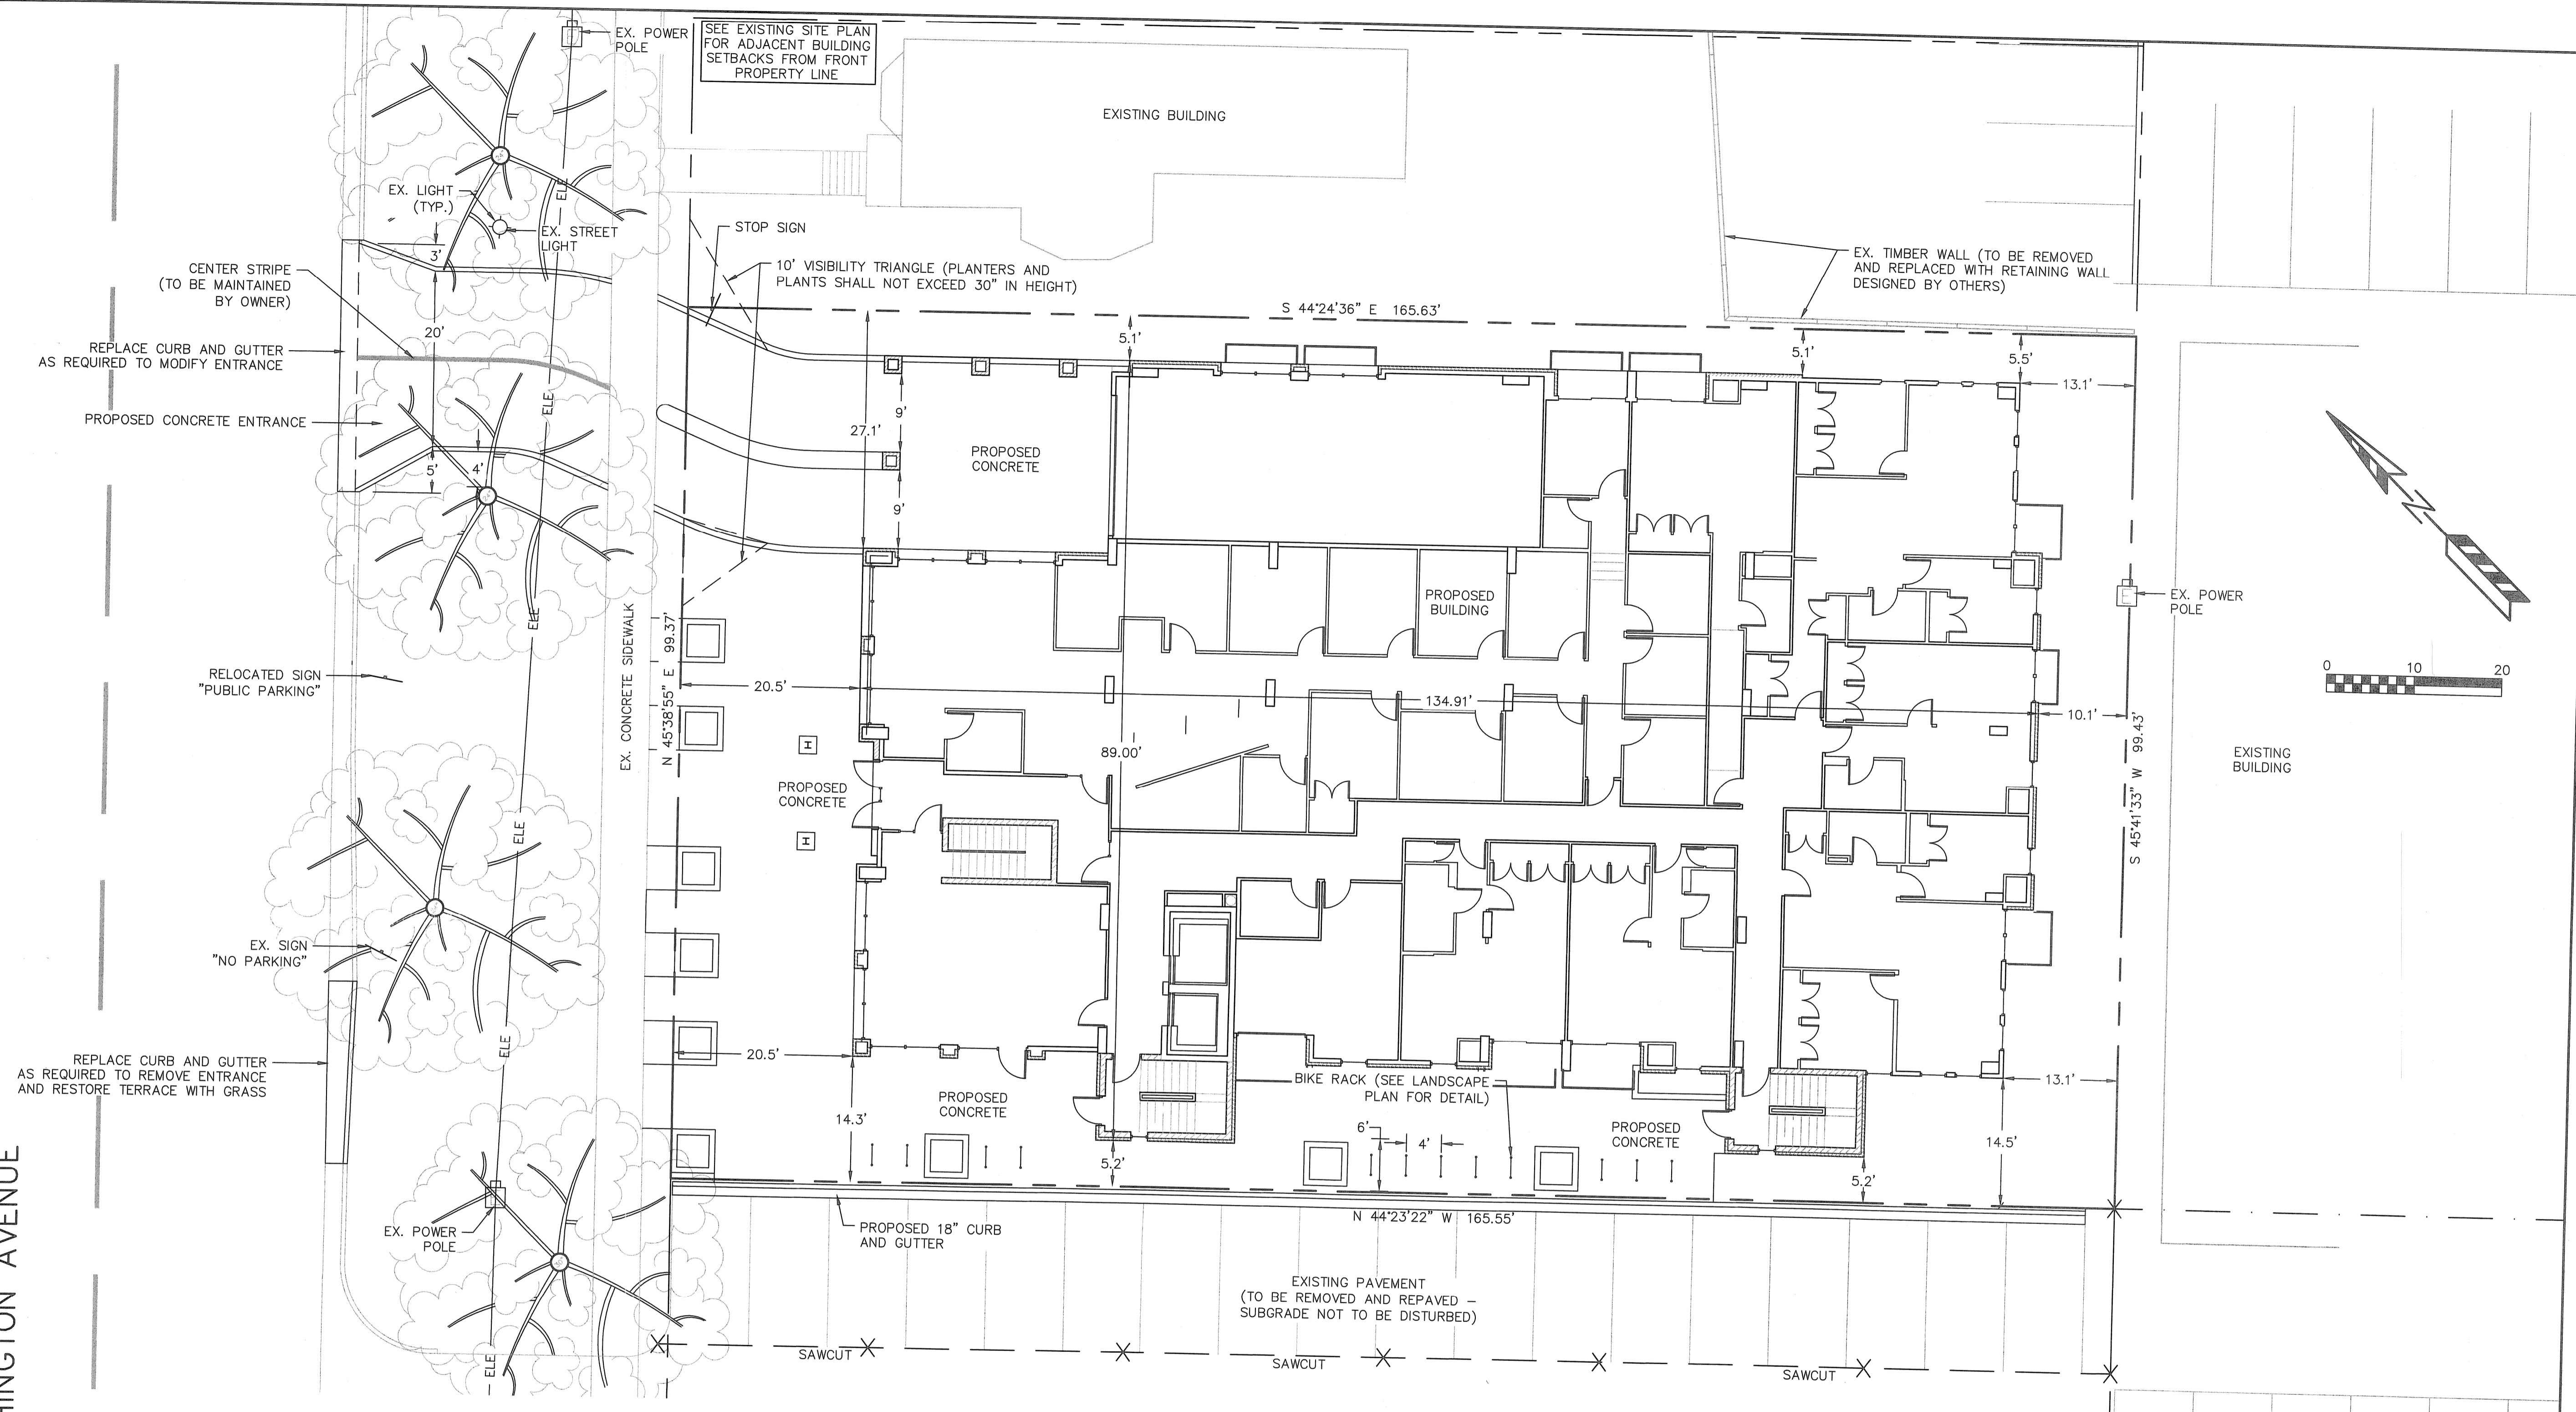 EX. POWER
POLE
SEE EXISTING SITE PLAN
FOR ADJACENT BUILDING
SETBACKS FROM FRONT
PROPERTY LINE
EXISTING BUILDING
EX. LIGHT
(TYP.)
ELE
EX. STREET
LIGHT
STOP SIGN
3'
CENTER STRIPE
(TO BE MAINTAINED
BY OWNER)
10' VISIBILITY TRIANGLE (PLANTERS AND
PLANTS SHALL NOT EXCEED 30" IN HEIGHT)
EX. TIMBER WALL (TO BE REMOVED
AND REPLACED WITH RETAINING WALL
DESIGNED BY OTHERS)
S 44°24'36" E 165.63'
20'
5.1'
5.1'
5.5'
REPLACE CURB AND GUTTER
AS REQUIRED TO MODIFY ENTRANCE
13.1'
ELE
9'
PROPOSED CONCRETE ENTRANCE
27.1'
PROPOSED
CONCRETE
5'
4'
9'
N
PROPOSED
BUILDING
EX. POWER
POLE
E
ELE
EX. CONCRETE SIDEWALK
N 45°38'55" E 99.37'
RELOCATED SIGN
"PUBLIC PARKING"
20.5'
134.91'
10.1'
0 10 20
H
89.00'
PROPOSED
CONCRETE
S 45°41'33" W 99.43'
EXISTING
BUILDING
ELE
H
EX. SIGN
"NO PARKING"
ELE
REPLACE CURB AND GUTTER
AS REQUIRED TO REMOVE ENTRANCE
AND RESTORE TERRACE WITH GRASS
20.5'
13.1'
PROPOSED
CONCRETE
BIKE RACK (SEE LANDSCAPE
PLAN FOR DETAIL)
14.3'
6'
4'
PROPOSED
CONCRETE
14.5'
5.2'
5.2'
N 44°23'22" W 165.55'
EX. POWER
POLE
PROPOSED 18" CURB
AND GUTTER
EXISTING PAVEMENT
(TO BE REMOVED AND REPAVED –
SUBGRADE NOT TO BE DISTURBED)
SAWCUT
SAWCUT
SAWCUT
ELE
HINGTON AVENUE